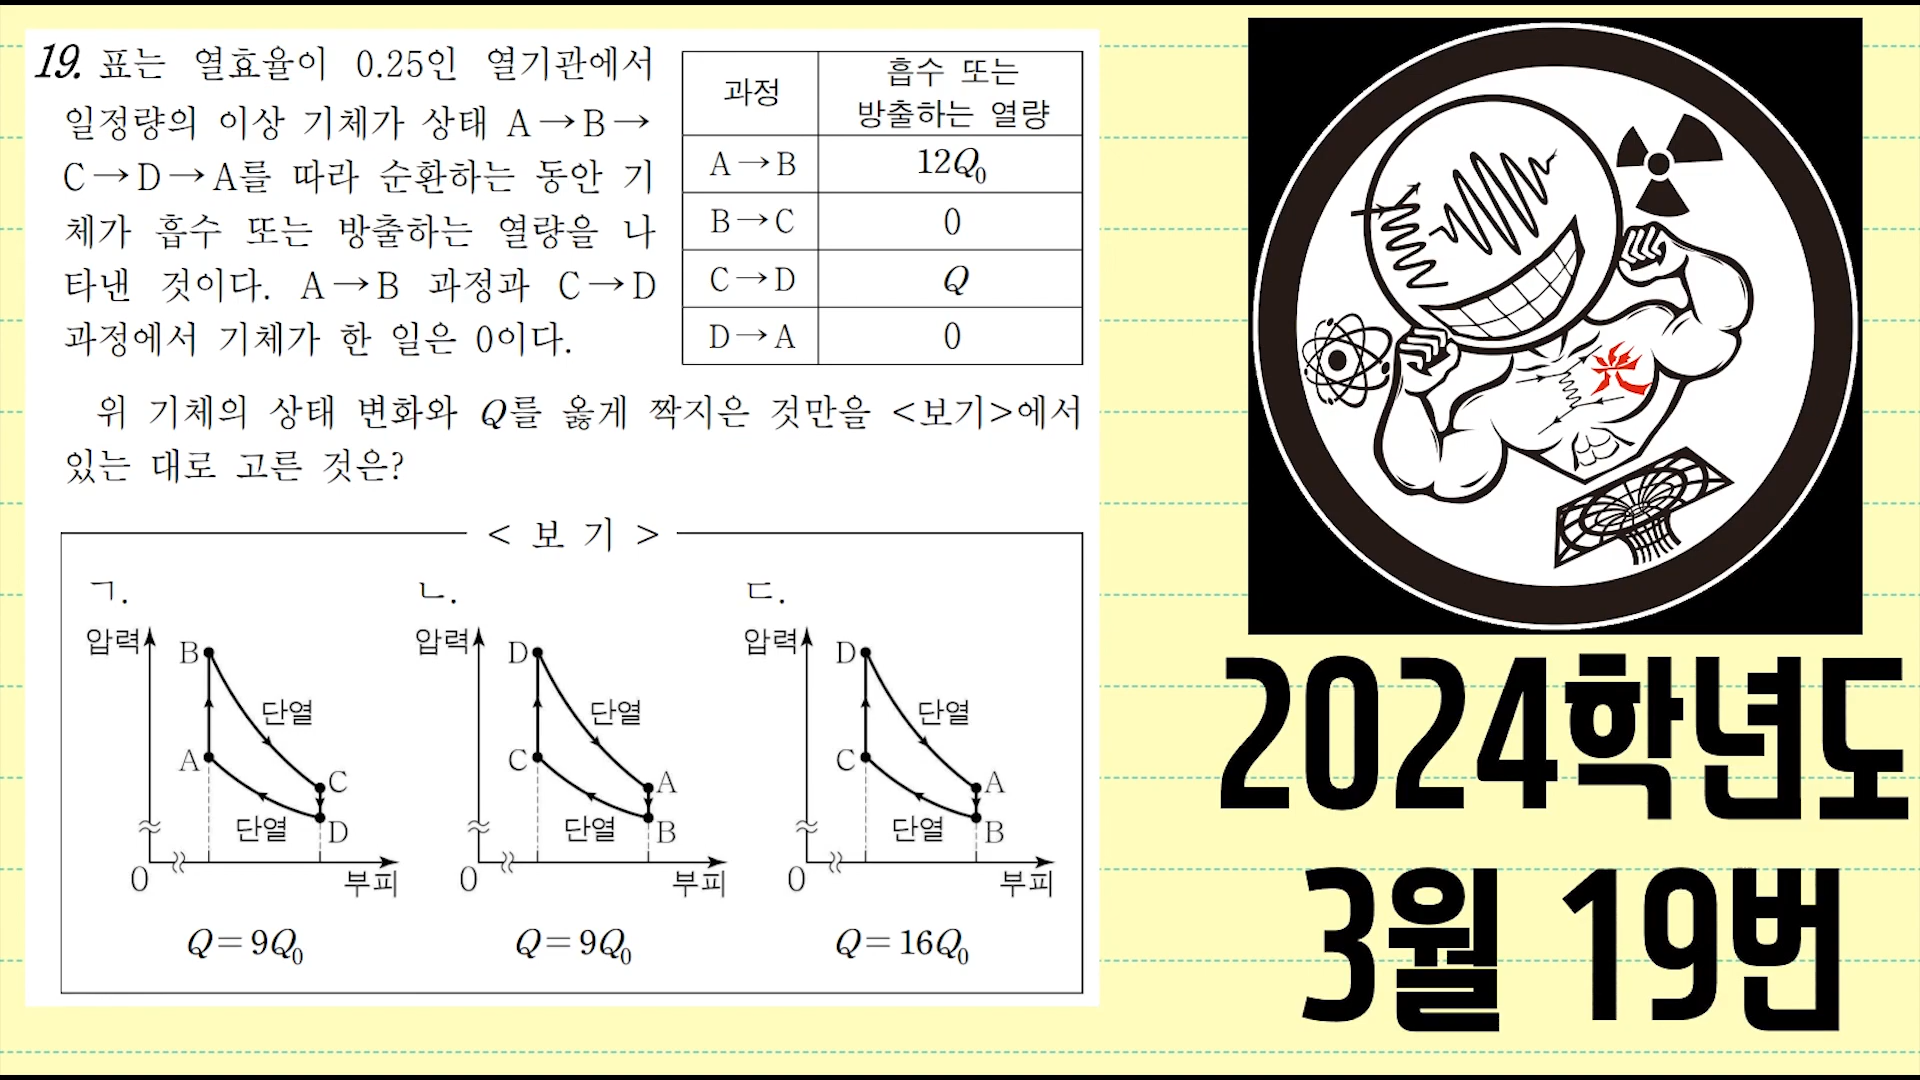 19. 표는 열효율이 0.25인 열기관에서
일정량의 이상 기체가 상태 A→B→
C→D→A를 따라 순환하는 동안 기
체가 흡수 또는 방출하는 열량을 나
타낸 것이다. A→B 과정과 C→D
과정에서 기체가 한 일은 0이다.
과정 흡수 또는 방출하는 열량
A→B 12Q₀
B→C 0
C→D Q
D→A 0
위 기체의 상태 변화와 Q를 옳게 짝지은 것만을 <보기>에서
있는 대로 고른 것은?
< 보 기 >
ㄱ.
압력
B
단열
A
C
단열
D
0
부피
Q=9Q₀
ㄴ.
압력
D
단열
C
A
단열
B
0
부피
Q=9Q₀
ㄷ.
압력
D
단열
C
A
단열
B
0
부피
Q=16Q₀
2024학년도
3월 19번